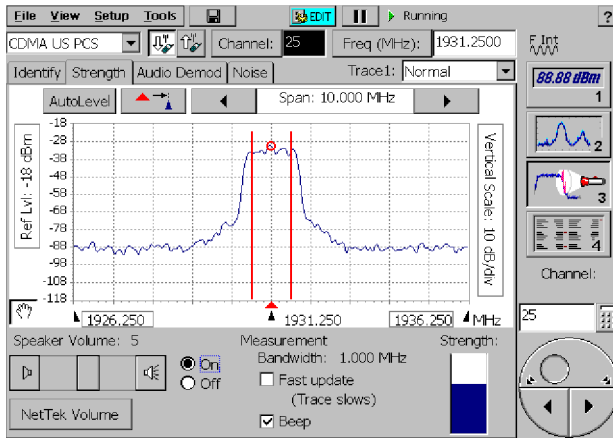 File View Setup Tools EDIT Running ?
CDMA US PCS Channel: 25 Freq (MHz): 1931.2500
F Int
Identify Strength Audio Demod Noise Trace1: Normal
88.88 dBm
1
AutoLevel Span: 10.000 MHz
-18
-28
-38
-48
-58
-68
-78
-88
-98
-108
-118
Ref Lvl: -18 dBm
Vertical Scale: 10 dB/div
2
3
4
1926.250 1931.250 1936.250 MHz
Channel:
25
Speaker Volume: 5
On
Off
NetTek Volume
Measurement
Bandwidth: 1.000 MHz
Fast update
(Trace slows)
Beep
Strength: